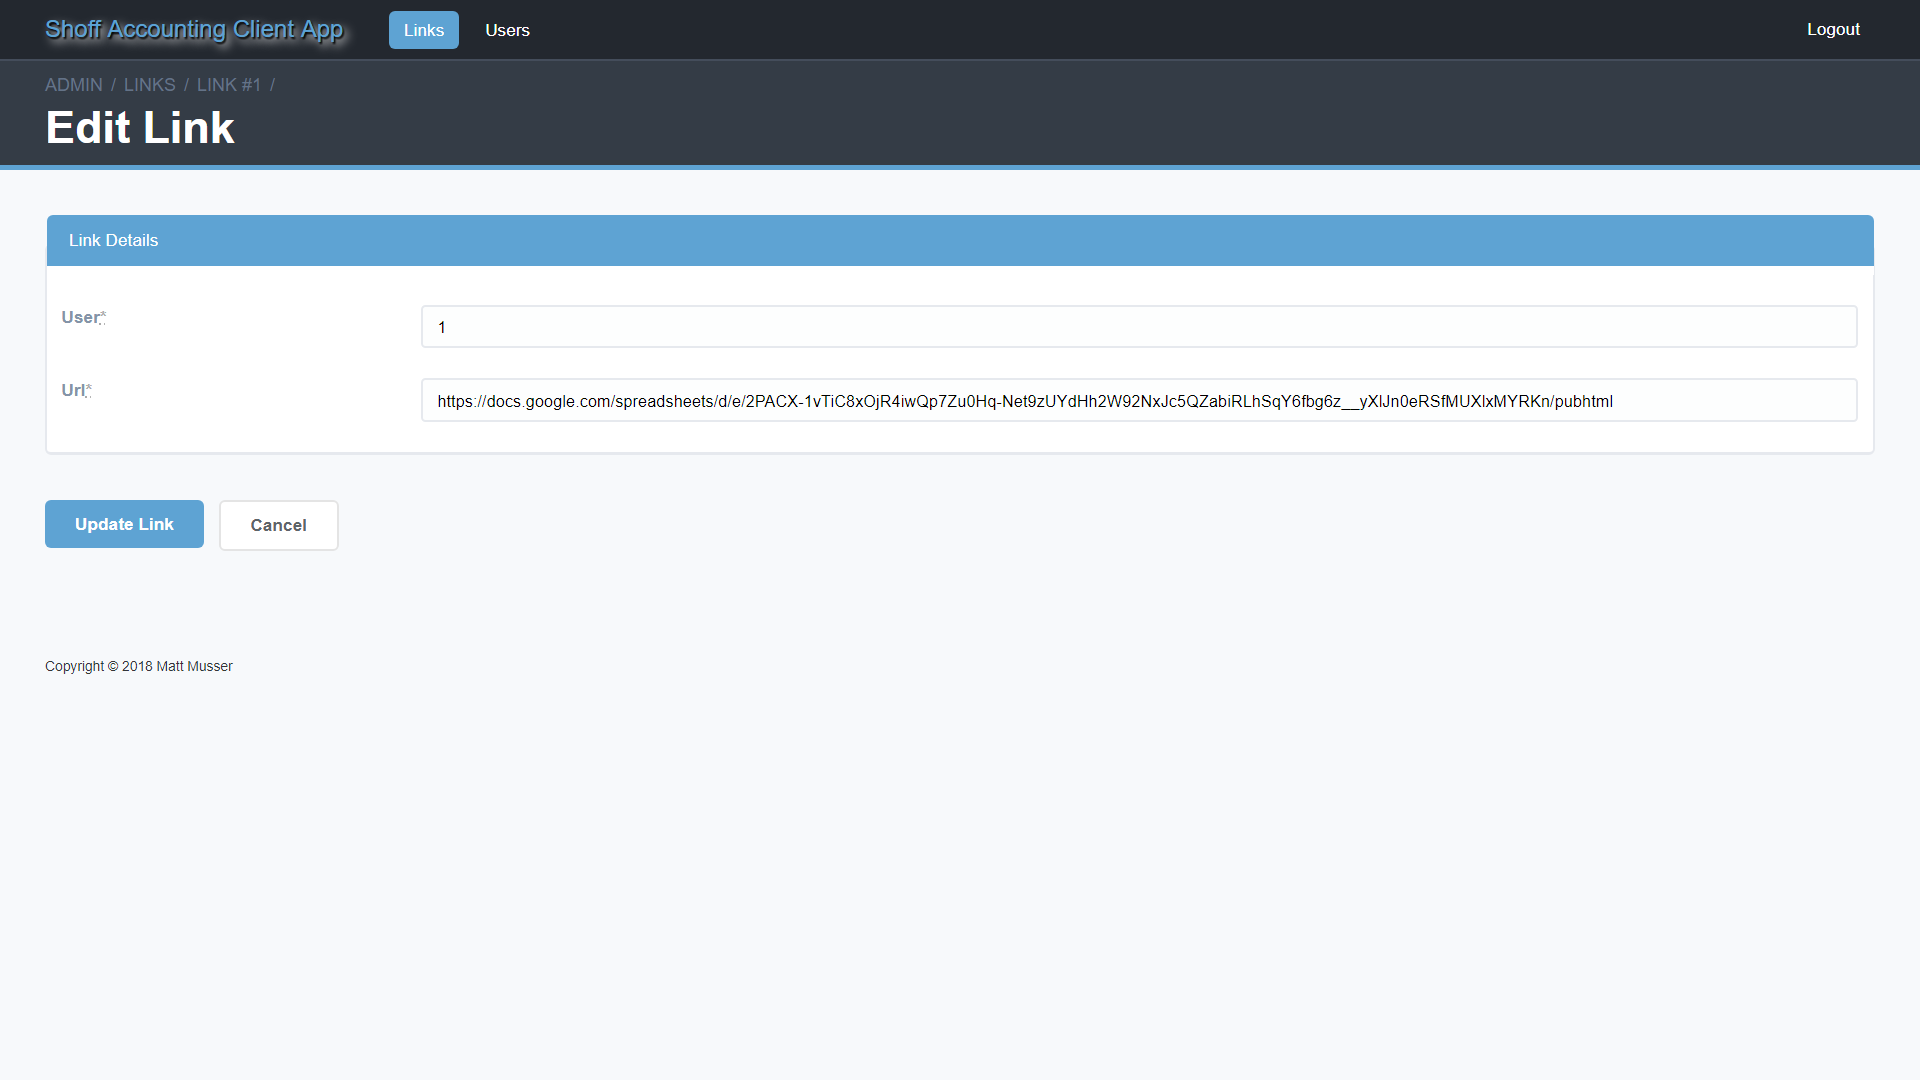 Shoff Accounting Client App Links Users Logout
ADMIN / LINKS / LINK #1 /
Edit Link
Link Details
User* 1
Url* https://docs.google.com/spreadsheets/d/e/2PACX-1vTiC8xOjR4iwQp7Zu0Hq-Net9zUYdHh2W92NxJc5QZabiRLhSqY6fbg6z__yXlJn0eRSfMUXlxMYRKn/pubhtml
Update Link Cancel
Copyright © 2018 Matt Musser